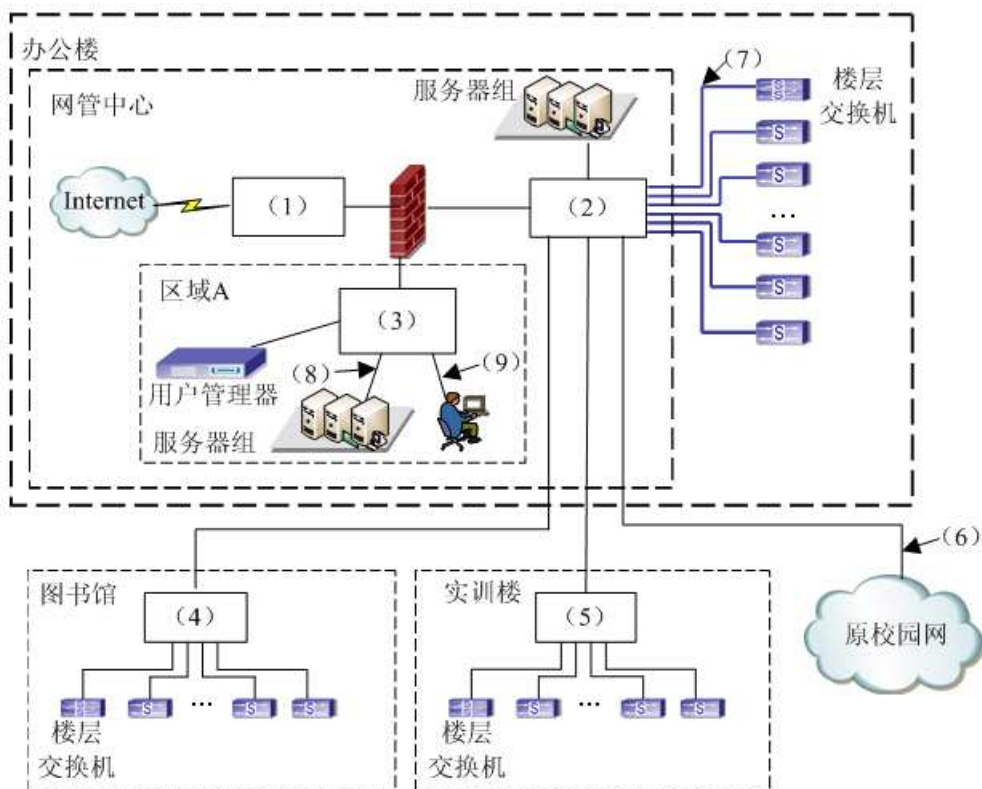 办公楼
网管中心
服务器组
(7)
楼层
交换机
Internet
(1)
(2)
S
S
S
S
...
S
S
S
区域A
(3)
用户管理器
(8)
(9)
服务器组
(6)
图书馆
(4)
S
S
...
S
S
楼层
交换机
实训楼
(5)
S
S
...
S
S
楼层
交换机
原校园网